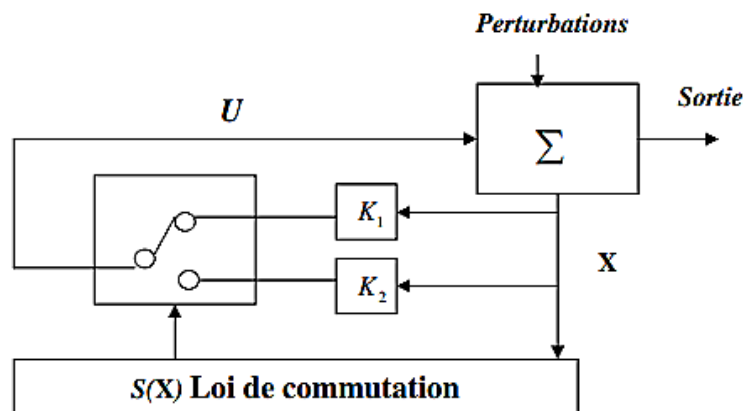 Perturbations
Sortie
U
∑
K₁
X
K₂
S(X) Loi de commutation